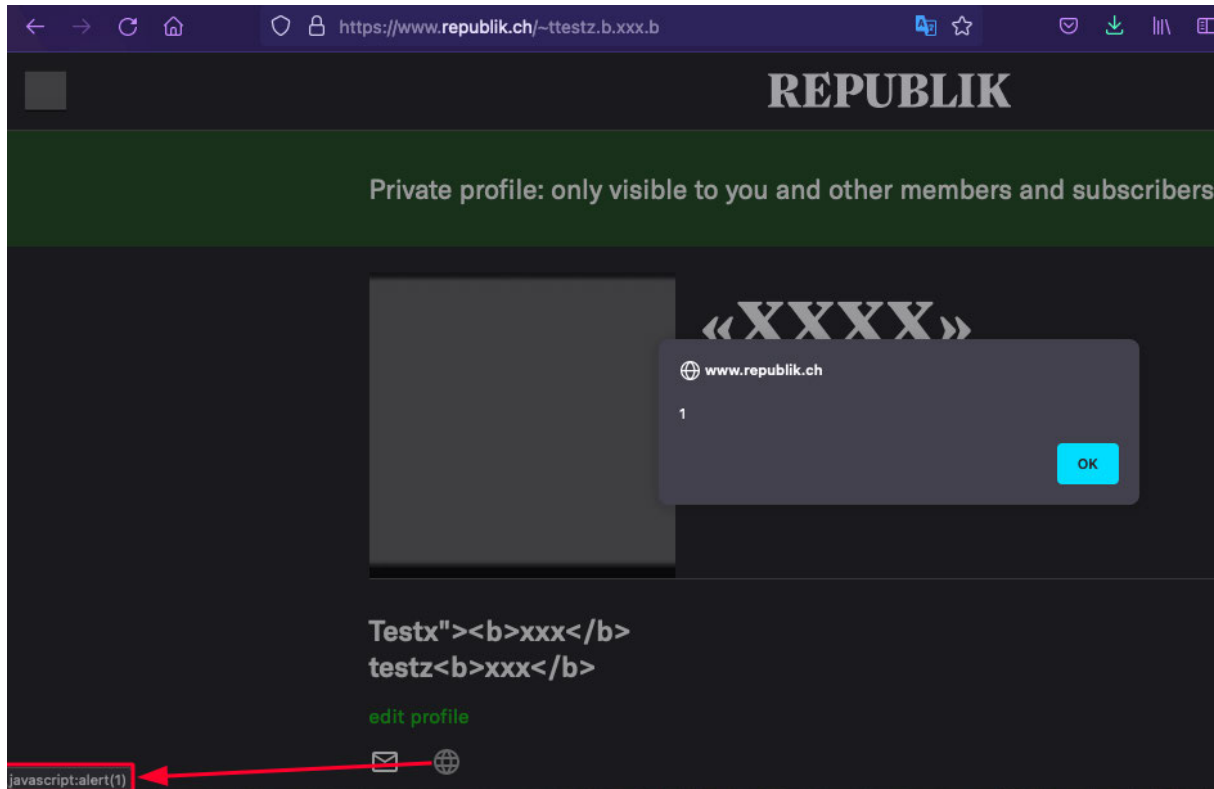 https://www.republik.ch/~ttestz.b.xxx.b
REPUBLIK
Private profile: only visible to you and other members and subscribers
«XXXX»
www.republik.ch
1
OK
Testx"><b>xxx</b>
testz<b>xxx</b>
edit profile
javascript:alert(1)